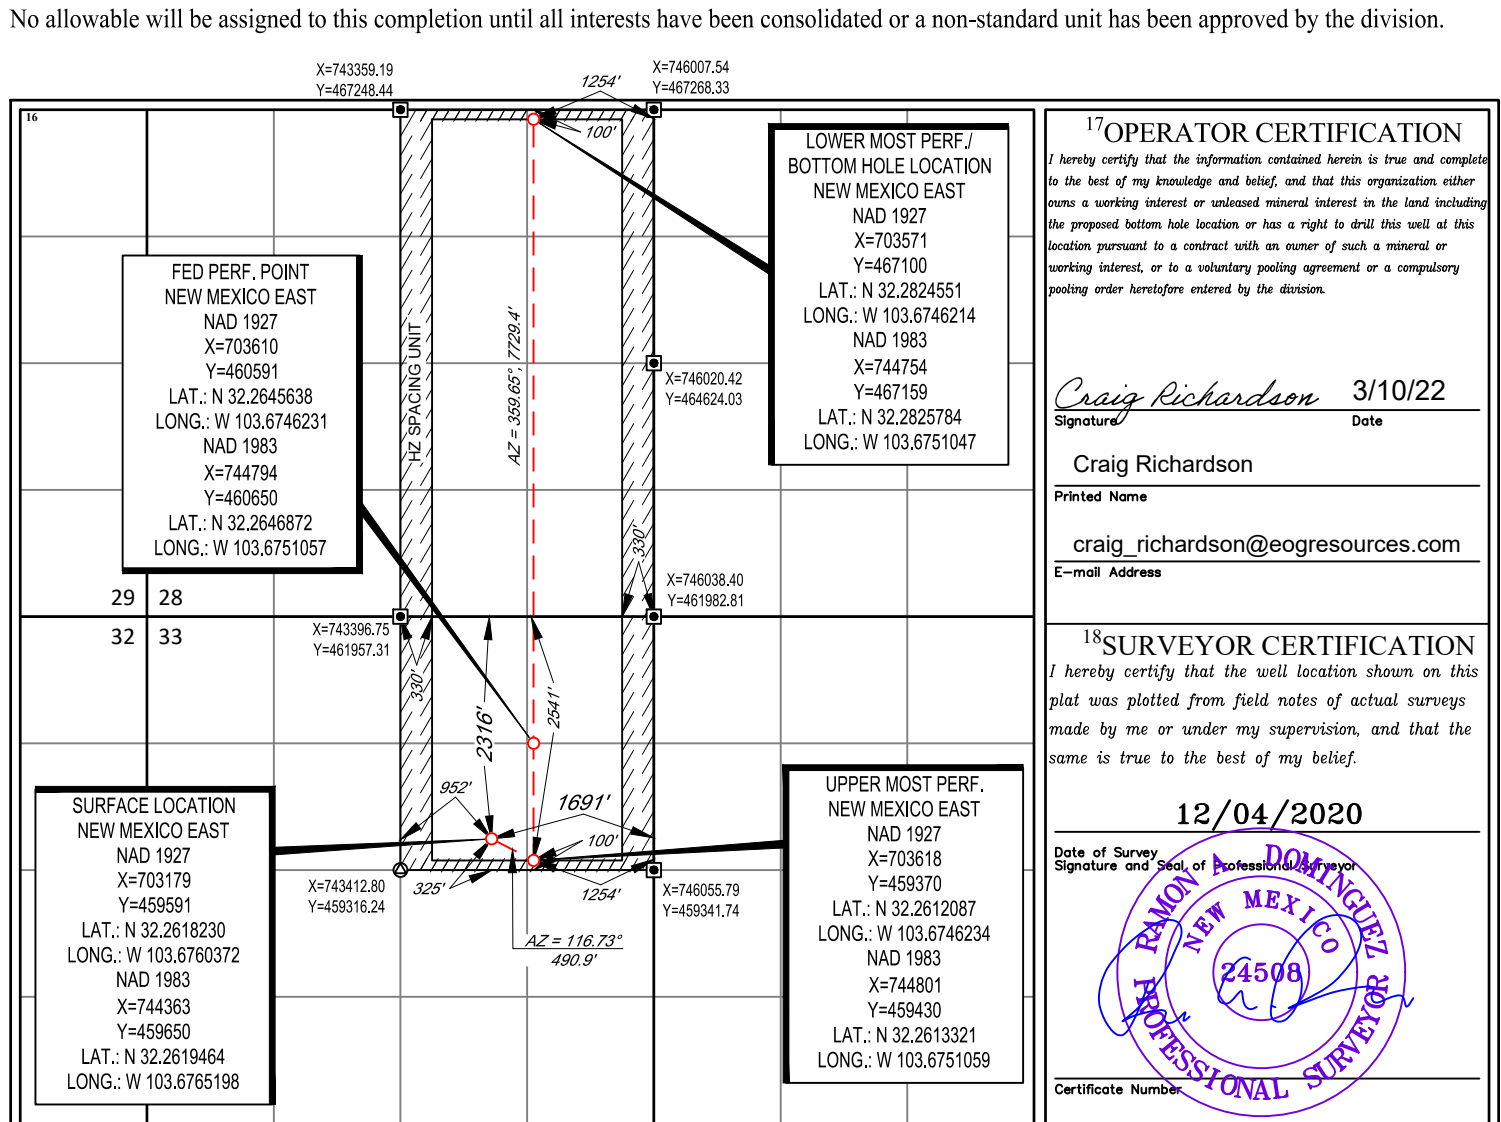 No allowable will be assigned to this completion until all interests have been consolidated or a non-standard unit has been approved by the division.
16
X=743359.19
Y=467248.44
1254'
X=746007.54
Y=467268.33
100'
LOWER MOST PERF./
BOTTOM HOLE LOCATION
NEW MEXICO EAST
NAD 1927
X=703571
Y=467100
LAT.: N 32.2824551
LONG.: W 103.6746214
NAD 1983
X=744754
Y=467159
LAT.: N 32.2825784
LONG.: W 103.6751047
FED PERF. POINT
NEW MEXICO EAST
NAD 1927
X=703610
Y=460591
LAT.: N 32.2645638
LONG.: W 103.6746231
NAD 1983
X=744794
Y=460650
LAT.: N 32.2646872
LONG.: W 103.6751057
HZ SPACING UNIT
AZ = 359.65°, 7729.4'
X=746020.42
Y=464624.03
330'
X=746038.40
Y=461982.81
29 28
32 33
X=743396.75
Y=461957.31
330'
2316'
2541'
952'
1691'
100'
325'
1254'
X=743412.80
Y=459316.24
X=746055.79
Y=459341.74
AZ = 116.73°
490.9'
SURFACE LOCATION
NEW MEXICO EAST
NAD 1927
X=703179
Y=459591
LAT.: N 32.2618230
LONG.: W 103.6760372
NAD 1983
X=744363
Y=459650
LAT.: N 32.2619464
LONG.: W 103.6765198
UPPER MOST PERF.
NEW MEXICO EAST
NAD 1927
X=703618
Y=459370
LAT.: N 32.2612087
LONG.: W 103.6746234
NAD 1983
X=744801
Y=459430
LAT.: N 32.2613321
LONG.: W 103.6751059
17OPERATOR CERTIFICATION
I hereby certify that the information contained herein is true and complete
to the best of my knowledge and belief, and that this organization either
owns a working interest or unleased mineral interest in the land including
the proposed bottom hole location or has a right to drill this well at this
location pursuant to a contract with an owner of such a mineral or
working interest, or to a voluntary pooling agreement or a compulsory
pooling order heretofore entered by the division.
Craig Richardson 3/10/22
Signature Date
Craig Richardson
Printed Name
craig_richardson@eogresources.com
E-mail Address
18SURVEYOR CERTIFICATION
I hereby certify that the well location shown on this
plat was plotted from field notes of actual surveys
made by me or under my supervision, and that the
same is true to the best of my belief.
12/04/2020
Date of Survey
Signature and Seal of Professional Surveyor
RAMON A. DOMINGUEZ
NEW MEXICO
24508
PROFESSIONAL SURVEYOR
Certificate Number